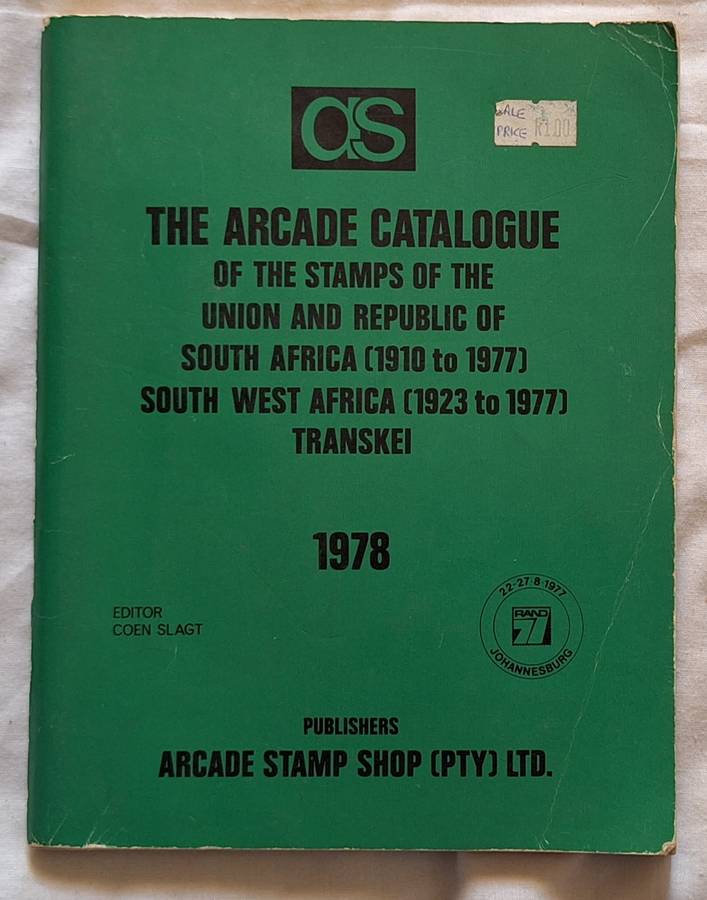 as
SALE
PRICE R1.00
THE ARCADE CATALOGUE
OF THE STAMPS OF THE
UNION AND REPUBLIC OF
SOUTH AFRICA (1910 to 1977)
SOUTH WEST AFRICA (1923 to 1977)
TRANSKEI
1978
EDITOR
COEN SLAGT
22-27·8·1977
RAND
77
JOHANNESBURG
PUBLISHERS
ARCADE STAMP SHOP (PTY) LTD.